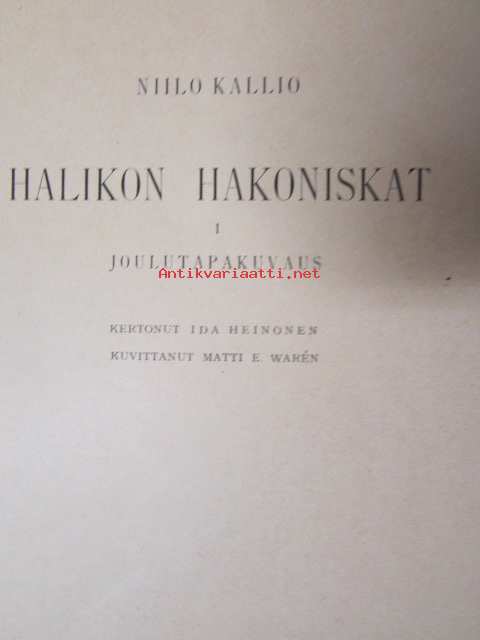 NIILO KALLIO
HALIKON HAKONISKAT
I
JOULUTAPAKUVAUS
Antikvariaatti.net
KERTONUT IDA HEINONEN
KUVITTANUT MATTI E. WARÉN